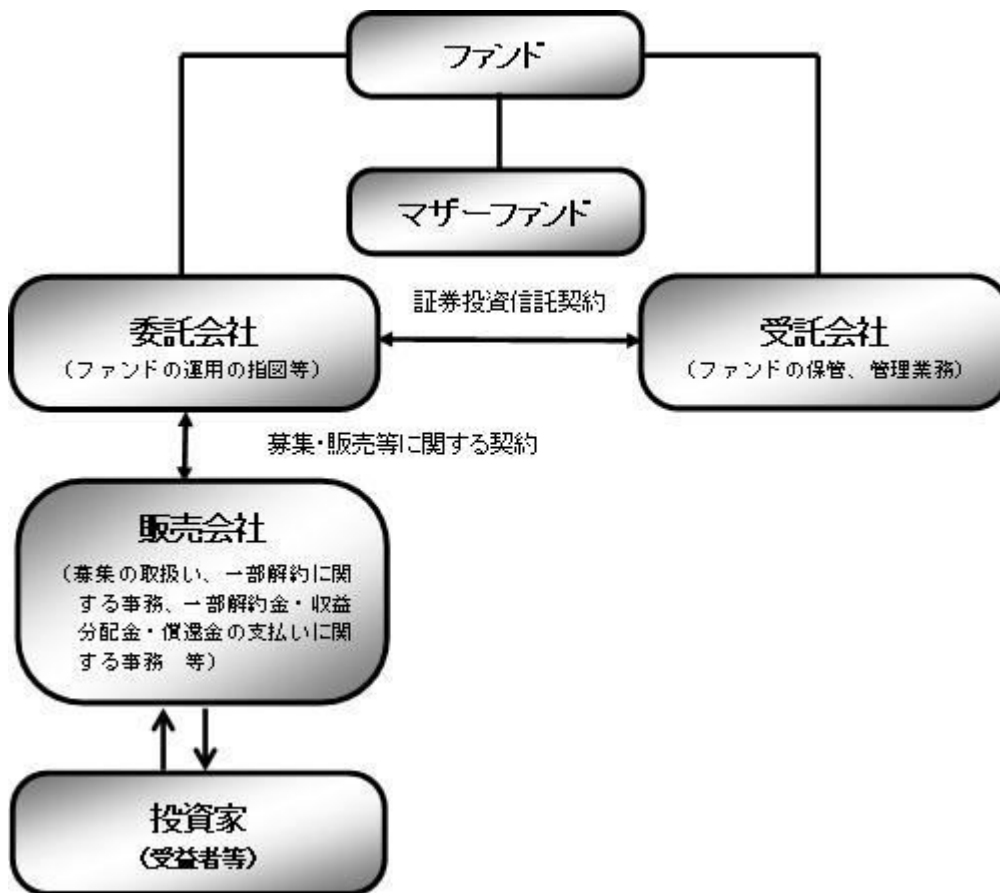 ファンド
マザーファンド
証券投資信託契約
委託会社
（ファンドの運用の指図等）
受託会社
（ファンドの保管、管理業務）
募集・販売等に関する契約
販売会社
（募集の取扱い、一部解約に関
する事務、一部解約金・収益
分配金・償還金の支払いに関
する事務　等）
投資家
（受益者等）